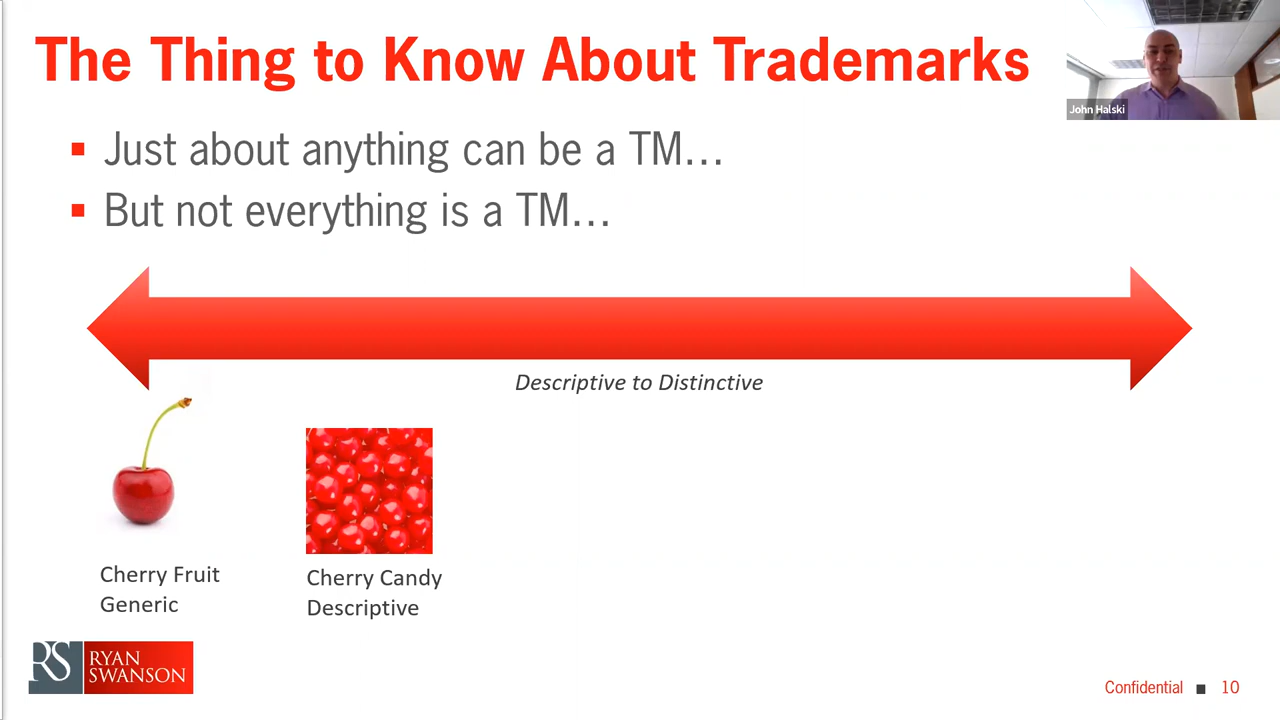 The Thing to Know About Trademarks
John Halski
Just about anything can be a TM…
But not everything is a TM…
Descriptive to Distinctive
Cherry Fruit
Generic
Cherry Candy
Descriptive
RS RYAN
SWANSON
Confidential ■ 10